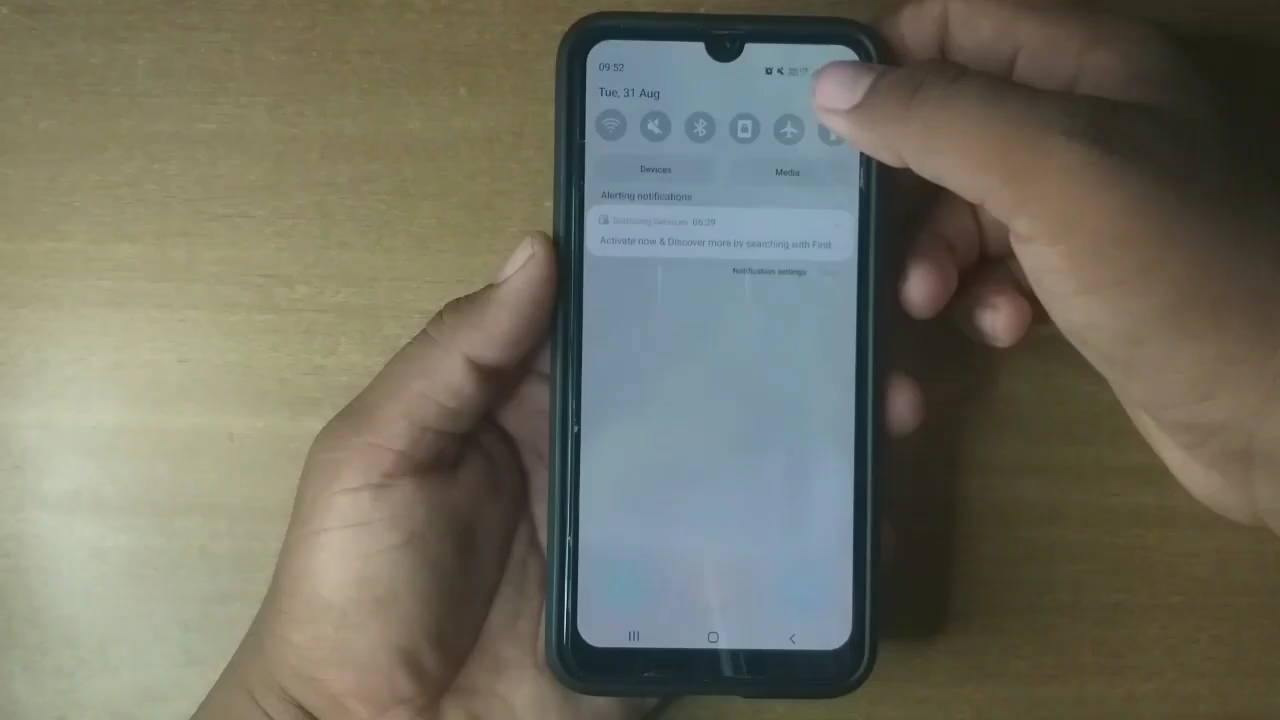 09:52
Tue, 31 Aug
Devices
Media
Alerting notifications
Samsung Services 06:39
Activate now & Discover more by searching with Find
Notification settings